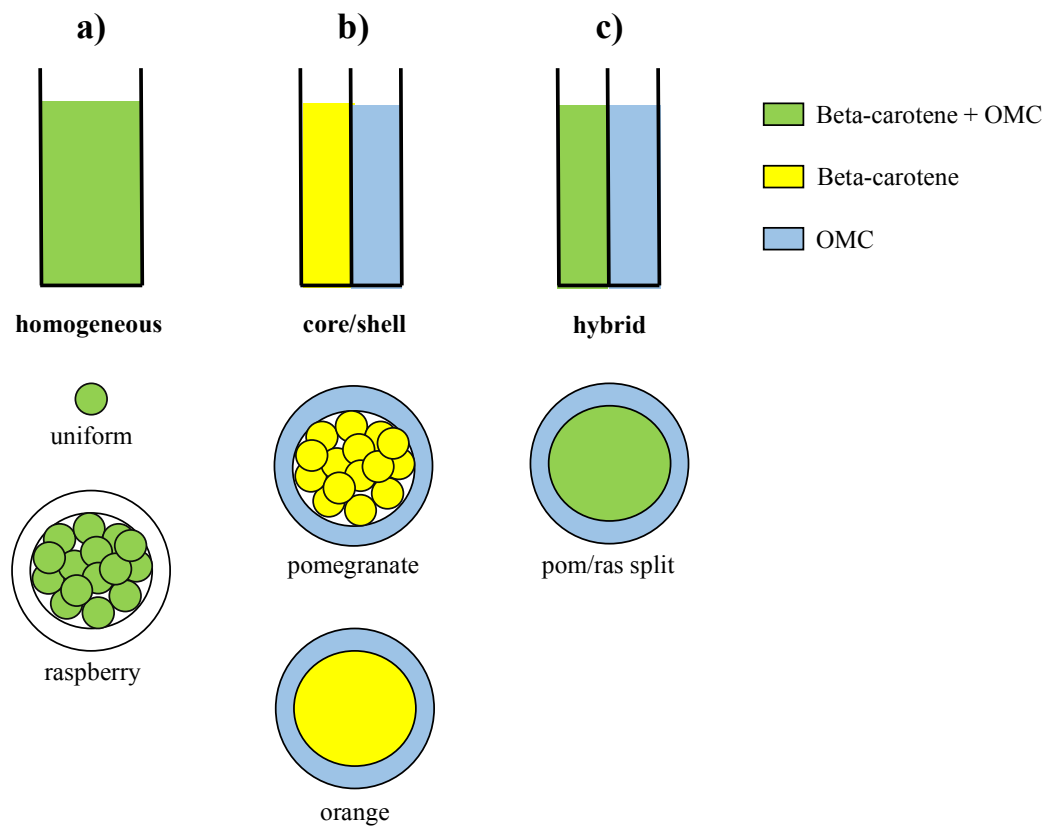 a)
b)
c)
Beta-carotene + OMC
Beta-carotene
OMC
homogeneous
core/shell
hybrid
uniform
pomegranate
pom/ras split
raspberry
orange